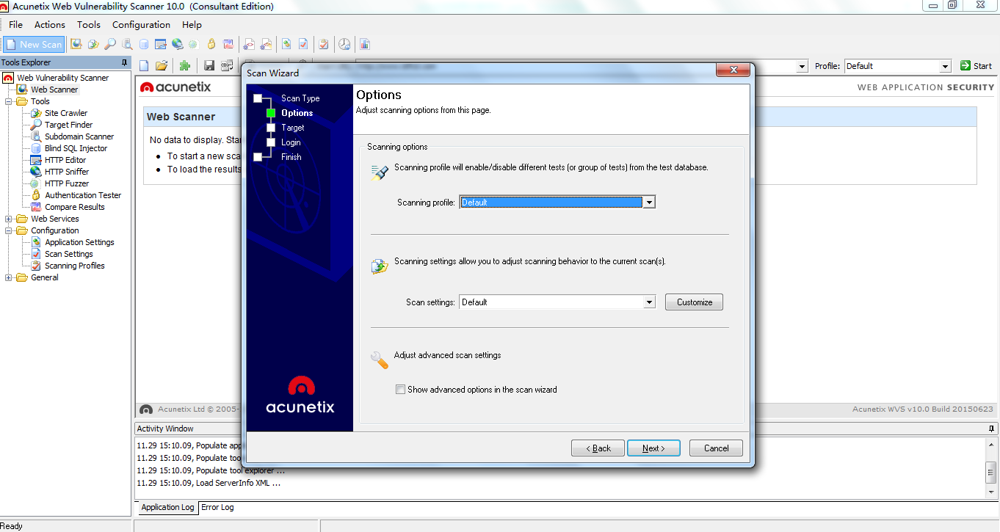 Acunetix Web Vulnerability Scanner 10.0 (Consultant Edition)
File Actions Tools Configuration Help
New Scan
Tools Explorer
Profile: Default Start
Web Vulnerability Scanner
Web Scanner
Tools
Site Crawler
Target Finder
Subdomain Scanner
Blind SQL Injector
HTTP Editor
HTTP Sniffer
HTTP Fuzzer
Authentication Tester
Compare Results
Web Services
Configuration
Application Settings
Scan Settings
Scanning Profiles
General
acunetix
WEB APPLICATION SECURITY
Web Scanner
No data to display. Sta
To start a new sca
To load the results
Scan Wizard
Scan Type
Options
Target
Login
Finish
acunetix
Options
Adjust scanning options from this page.
Scanning options
Scanning profile will enable/disable different tests (or group of tests) from the test database.
Scanning profile: Default
Scanning settings allow you to adjust scanning behavior to the current scan(s).
Scan settings: Default Customize
Adjust advanced scan settings
Show advanced options in the scan wizard
< Back Next > Cancel
Acunetix Ltd © 2005-
Acunetix WVS v10.0 Build 20150623
Activity Window
11.29 15:10.09, Populate app
11.29 15:10.09, Populate too
11.29 15:10.09, Populate tool explorer ...
11.29 15:10.09, Load ServerInfo XML ...
Application Log Error Log
Ready